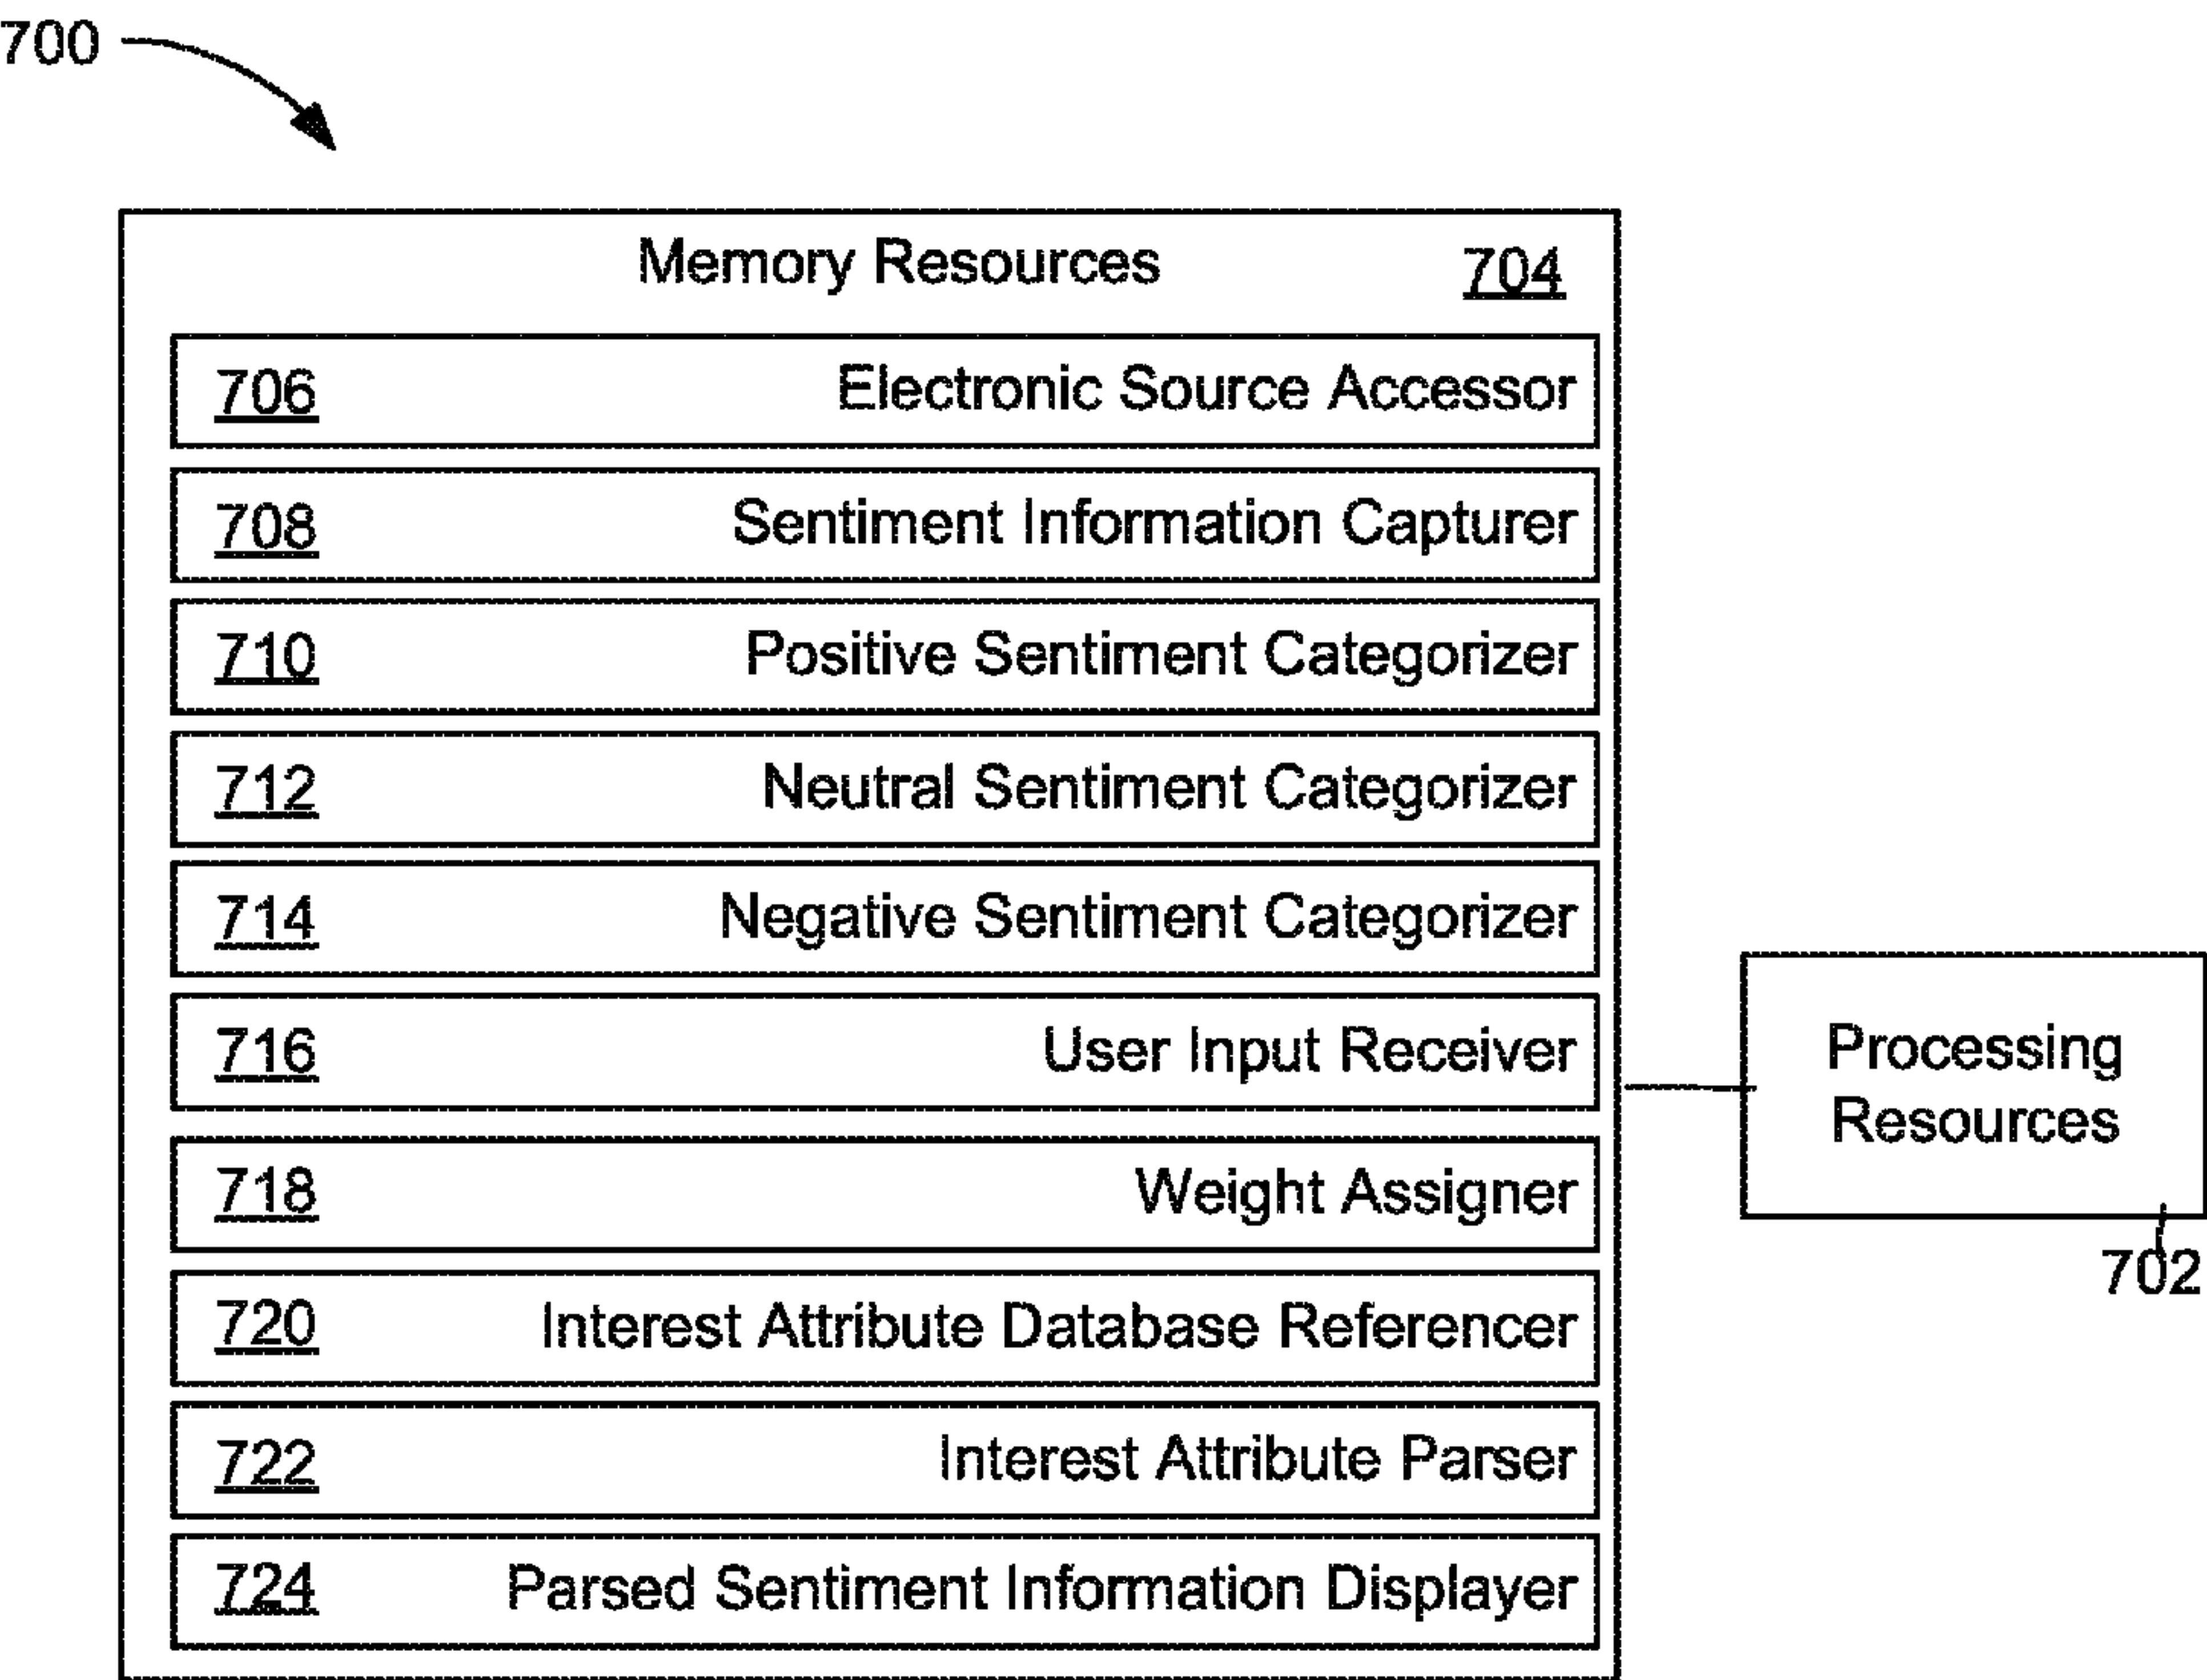 700
Memory Resources 704
706 Electronic Source Accessor
708 Sentiment Information Capturer
710 Positive Sentiment Categorizer
712 Neutral Sentiment Categorizer
714 Negative Sentiment Categorizer
716 User Input Receiver
718 Weight Assigner
720 Interest Attribute Database Referencer
722 Interest Attribute Parser
724 Parsed Sentiment Information Displayer
Processing
Resources
702